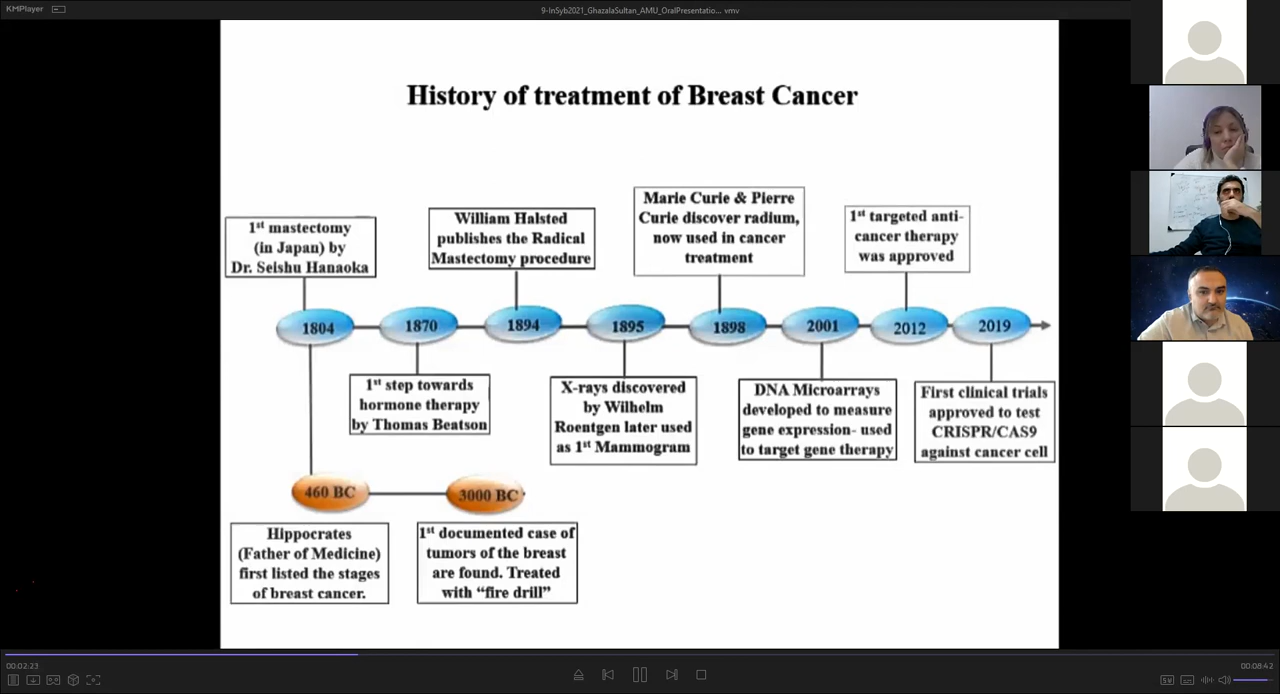 KMPlayer
9-InSyb2021_GhazalaSultan_AMU_OralPresentatio... vmv
History of treatment of Breast Cancer
1st mastectomy
(in Japan) by
Dr. Seishu Hanaoka
William Halsted
publishes the Radical
Mastectomy procedure
Marie Curie & Pierre
Curie discover radium,
now used in cancer
treatment
1st targeted anti-
cancer therapy
was approved
1804
1870
1894
1895
1898
2001
2012
2019
1st step towards
hormone therapy
by Thomas Beatson
X-rays discovered
by Wilhelm
Roentgen later used
as 1st Mammogram
DNA Microarrays
developed to measure
gene expression- used
to target gene therapy
First clinical trials
approved to test
CRISPR/CAS9
against cancer cell
460 BC
3000 BC
Hippocrates
(Father of Medicine)
first listed the stages
of breast cancer.
1st documented case of
tumors of the breast
are found. Treated
with “fire drill”
00:02:23
00:08:42